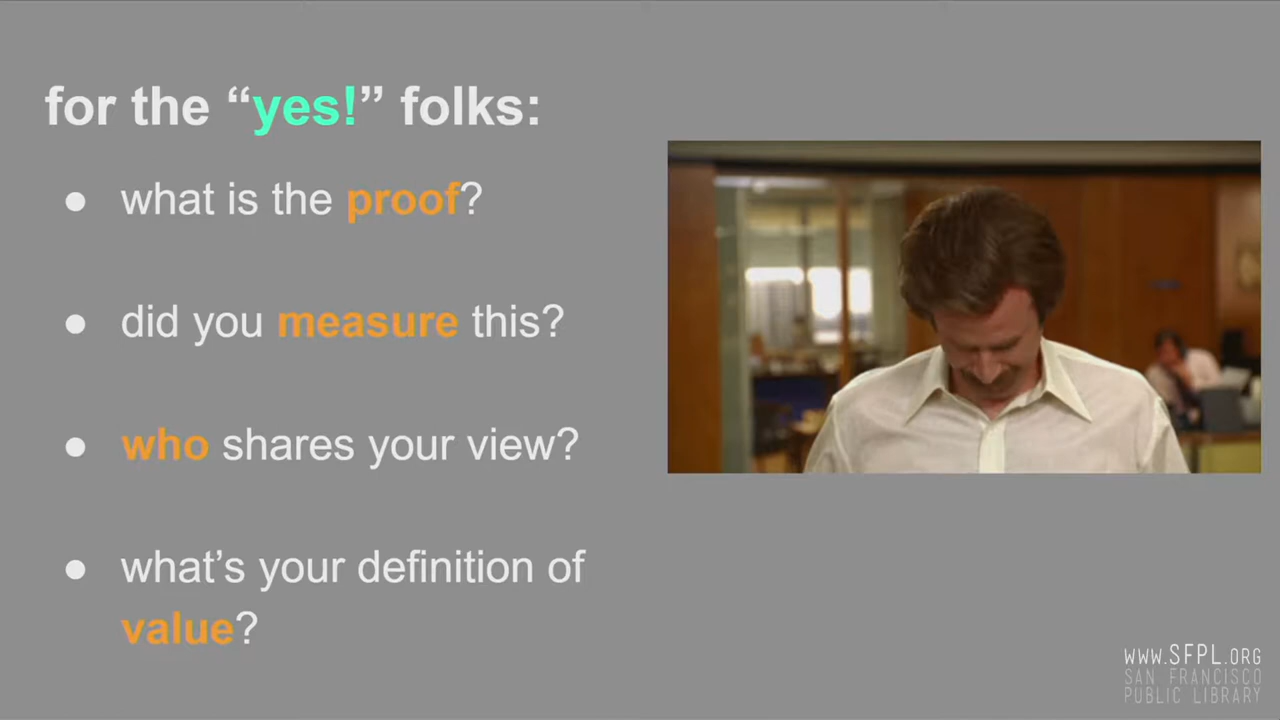 for the “yes!” folks:
● what is the proof?
● did you measure this?
● who shares your view?
● what’s your definition of
value?
WWW.SFPL.ORG
SAN FRANCISCO
PUBLIC LIBRARY